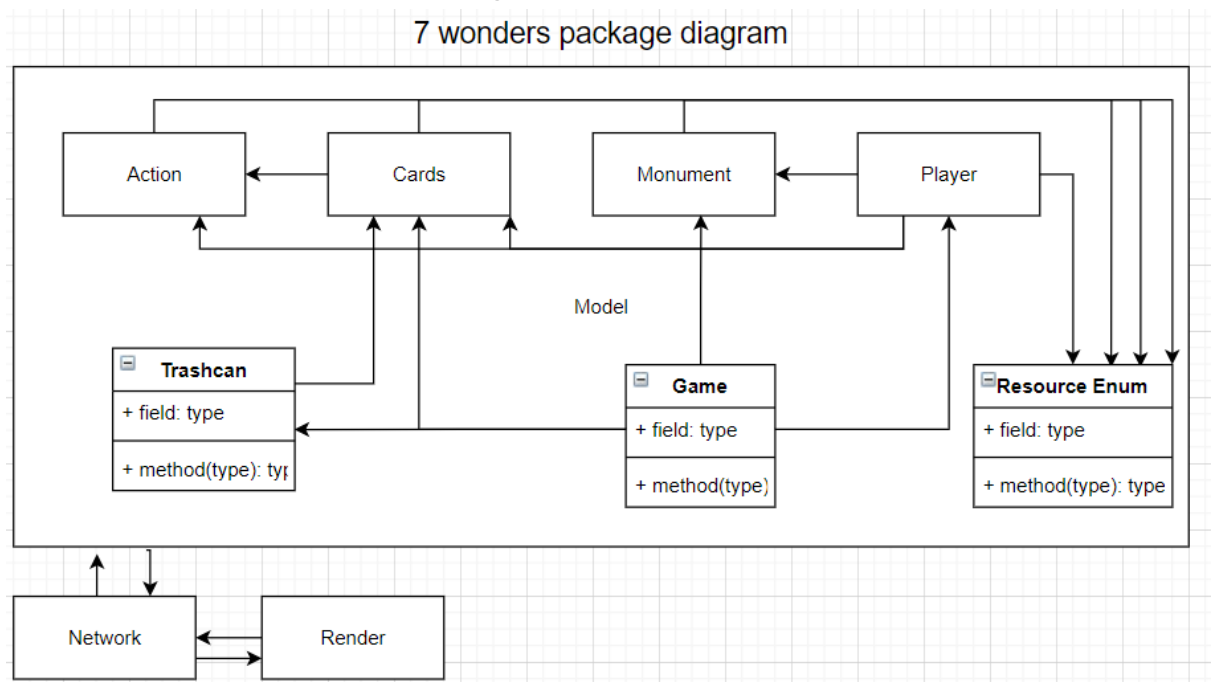 7 wonders package diagram
Action
Cards
Monument
Player
Model
Trashcan
+ field: type
+ method(type): typ
Game
+ field: type
+ method(type)
Resource Enum
+ field: type
+ method(type): type
Network
Render